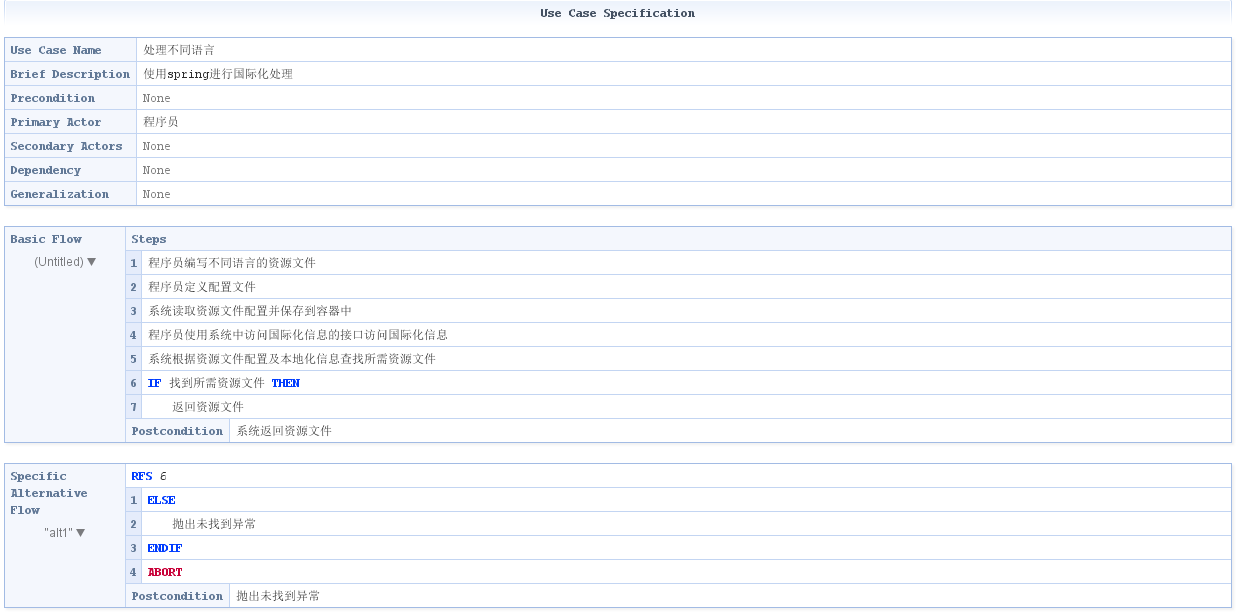 Use Case Specification
Use Case Name 处理不同语言
Brief Description 使用spring进行国际化处理
Precondition None
Primary Actor 程序员
Secondary Actors None
Dependency None
Generalization None
Basic Flow Steps
(Untitled) ▼
1 程序员编写不同语言的资源文件
2 程序员定义配置文件
3 系统读取资源文件配置并保存到容器中
4 程序员使用系统中访问国际化信息的接口访问国际化信息
5 系统根据资源文件配置及本地化信息查找所需资源文件
6 IF 找到所需资源文件 THEN
7 返回资源文件
Postcondition 系统返回资源文件
Specific
Alternative
Flow
"alt1" ▼
RFS 6
1 ELSE
2 抛出未找到异常
3 ENDIF
4 ABORT
Postcondition 抛出未找到异常